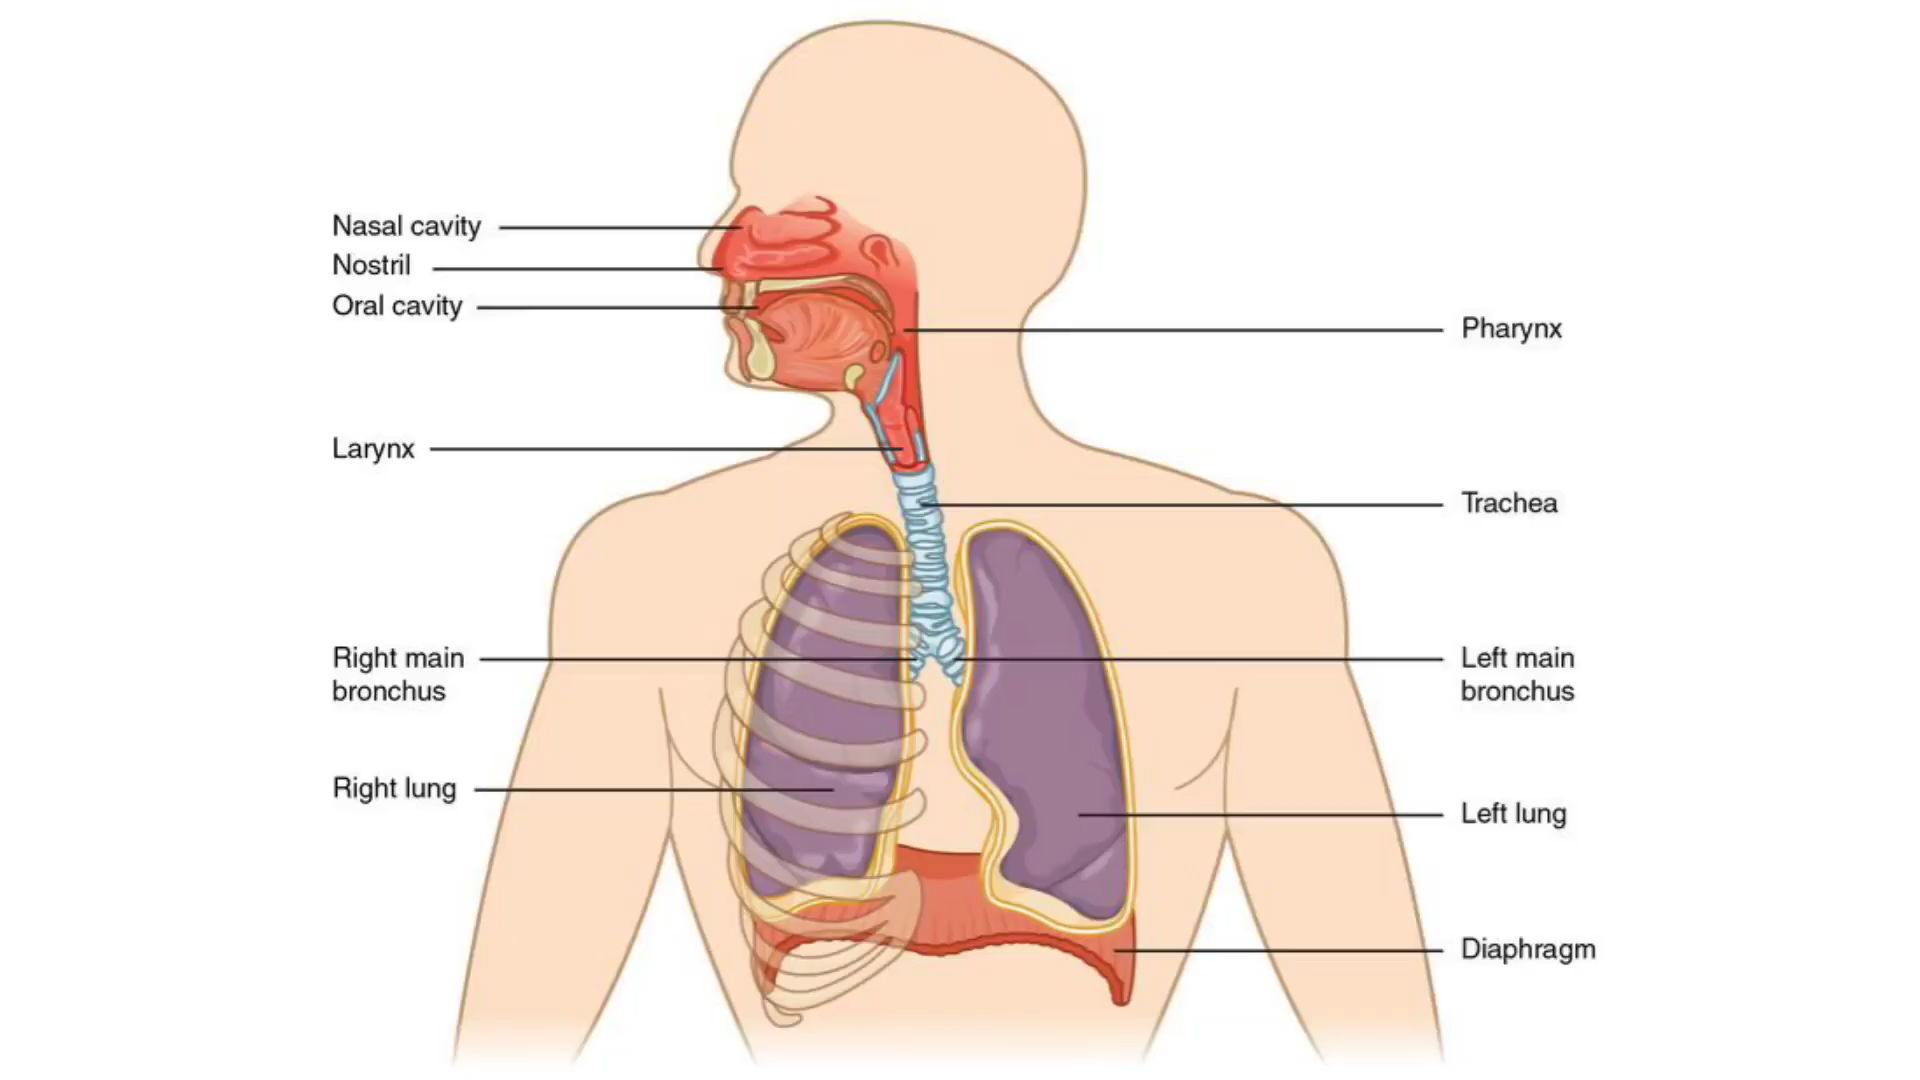 Nasal cavity
Nostril
Oral cavity
Pharynx
Larynx
Trachea
Right main
bronchus
Left main
bronchus
Right lung
Left lung
Diaphragm